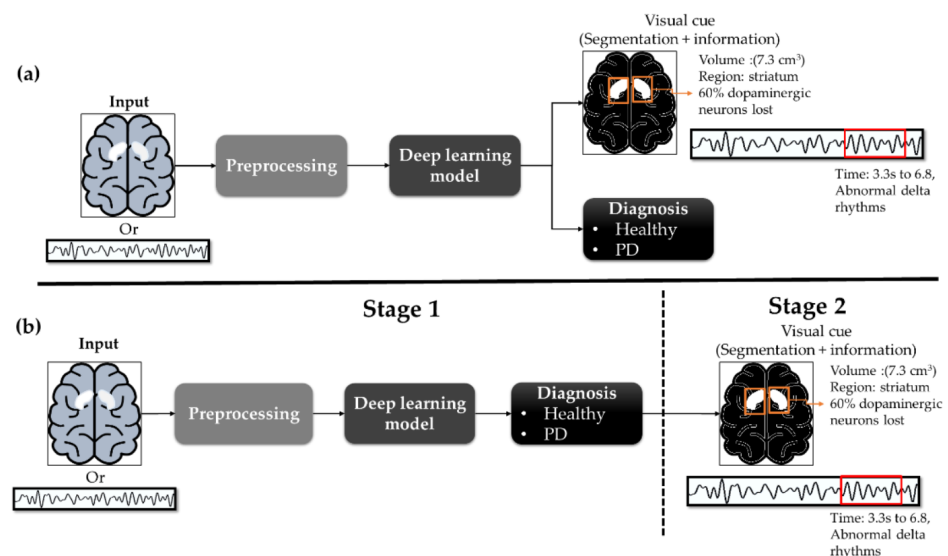 (a)
Input
Or
Preprocessing
Deep learning
model
Visual cue
(Segmentation + information)
Volume :(7.3 cm³)
Region: striatum
60% dopaminergic
neurons lost
Time: 3.3s to 6.8,
Abnormal delta
rhythms
Diagnosis
• Healthy
• PD
Stage 1
Stage 2
(b)
Input
Or
Preprocessing
Deep learning
model
Diagnosis
• Healthy
• PD
Visual cue
(Segmentation + information)
Volume :(7.3 cm³)
Region: striatum
60% dopaminergic
neurons lost
Time: 3.3s to 6.8,
Abnormal delta
rhythms